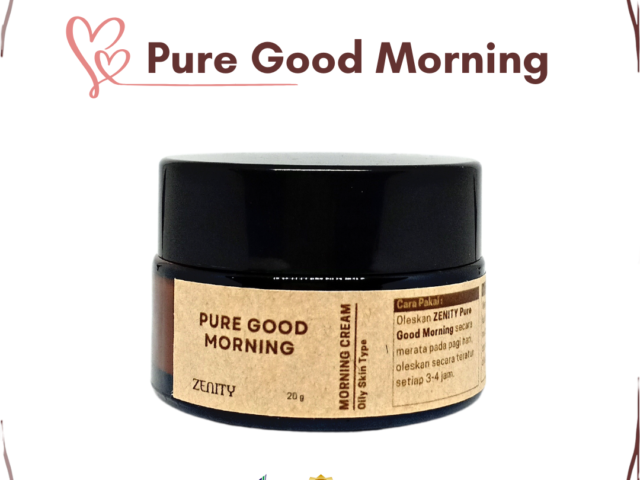 Pure Good Morning
PURE GOOD
MORNING
ZENITY
20 g
MORNING CREAM
Oily Skin Type
Cara Pakai :
Oleskan ZENITY Pure
Good Morning secara
merata pada pagi hari,
oleskan secara teratur
setiap 3-4 jam.